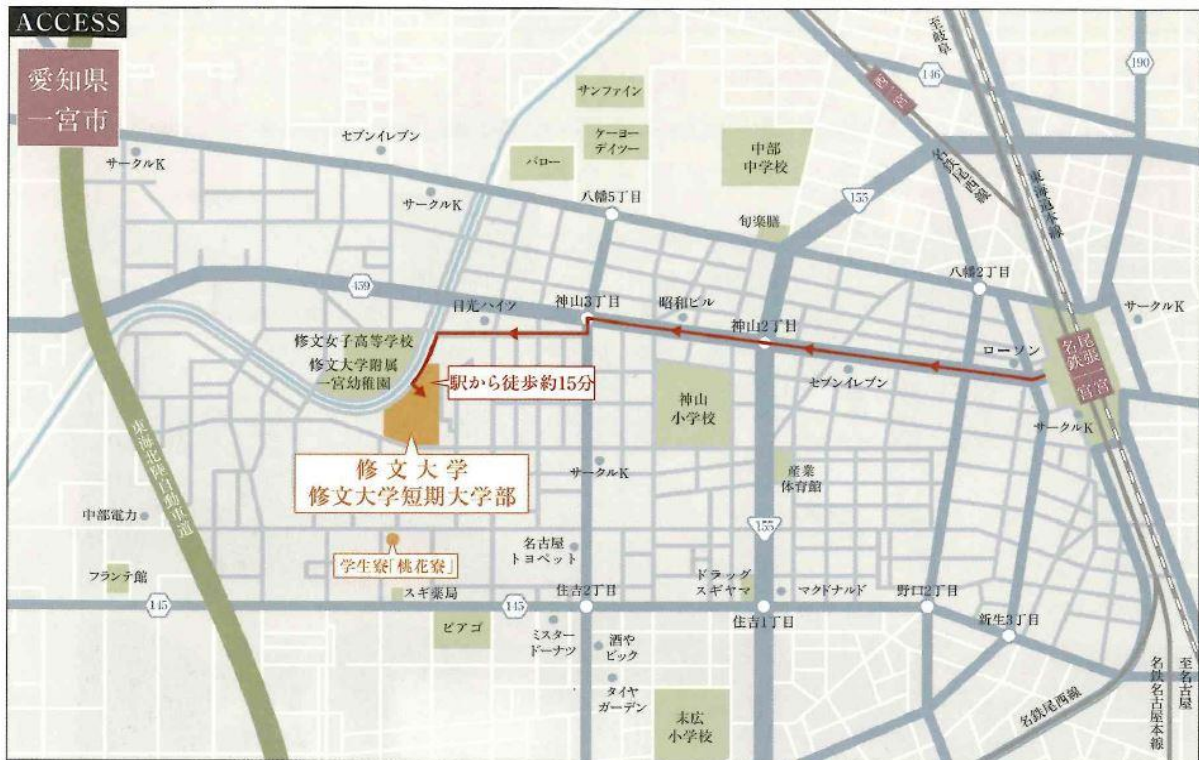 ACCESS
愛知県
一宮市
至岐阜
146
190
西一宮
サンファイン
ケーヨー
デイツー
バロー
中部
中学校
セブンイレブン
サークルK
サークルK
八幡5丁目
旬楽膳
155
名鉄尾西線
東海道本線
八幡2丁目
サークルK
459
日光ハイツ
神山3丁目
昭和ビル
神山2丁目
ローソン
セブンイレブン
尾張一宮
名鉄一宮
サークルK
修文女子高等学校
修文大学附属
一宮幼稚園
駅から徒歩約15分
神山
小学校
修文大学
修文大学短期大学部
サークルK
産業
体育館
東海北陸自動車道
中部電力
155
名古屋
トヨペット
学生寮「桃花寮」
フランテ館
スギ薬局
ドラッグ
スギヤマ
マクドナルド
野口2丁目
145
145
住吉2丁目
住吉1丁目
新生3丁目
ピアゴ
ミスター
ドーナツ
酒や
ビック
タイヤ
ガーデン
末広
小学校
名鉄尾西線
名鉄名古屋本線
至名古屋